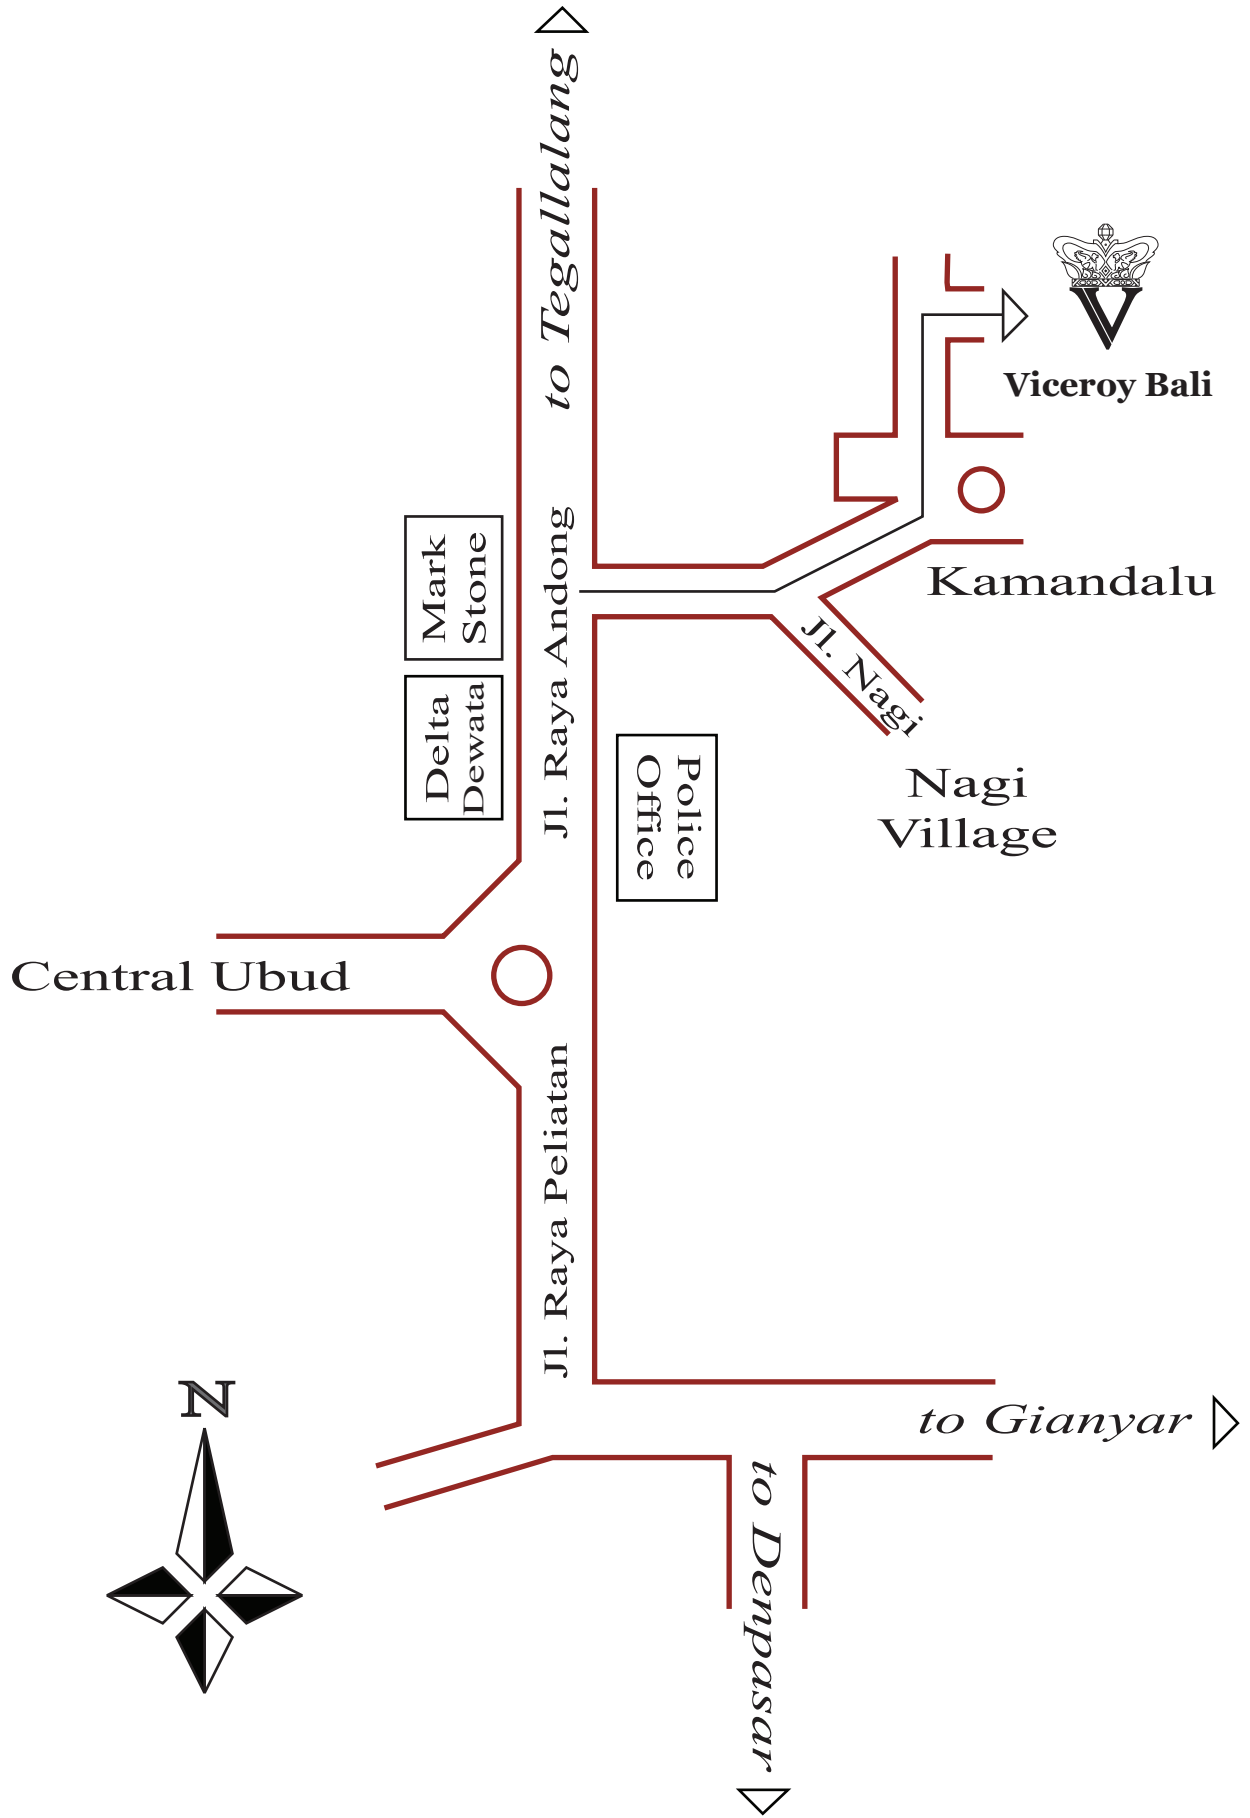 to Tegallalang
V
Viceroy Bali
Mark
Stone
Jl. Raya Andong
Kamandalu
Jl. Nagi
Delta
Dewata
Police
Office
Nagi
Village
Central Ubud
Jl. Raya Peliatan
N
to Gianyar
to Denpasar